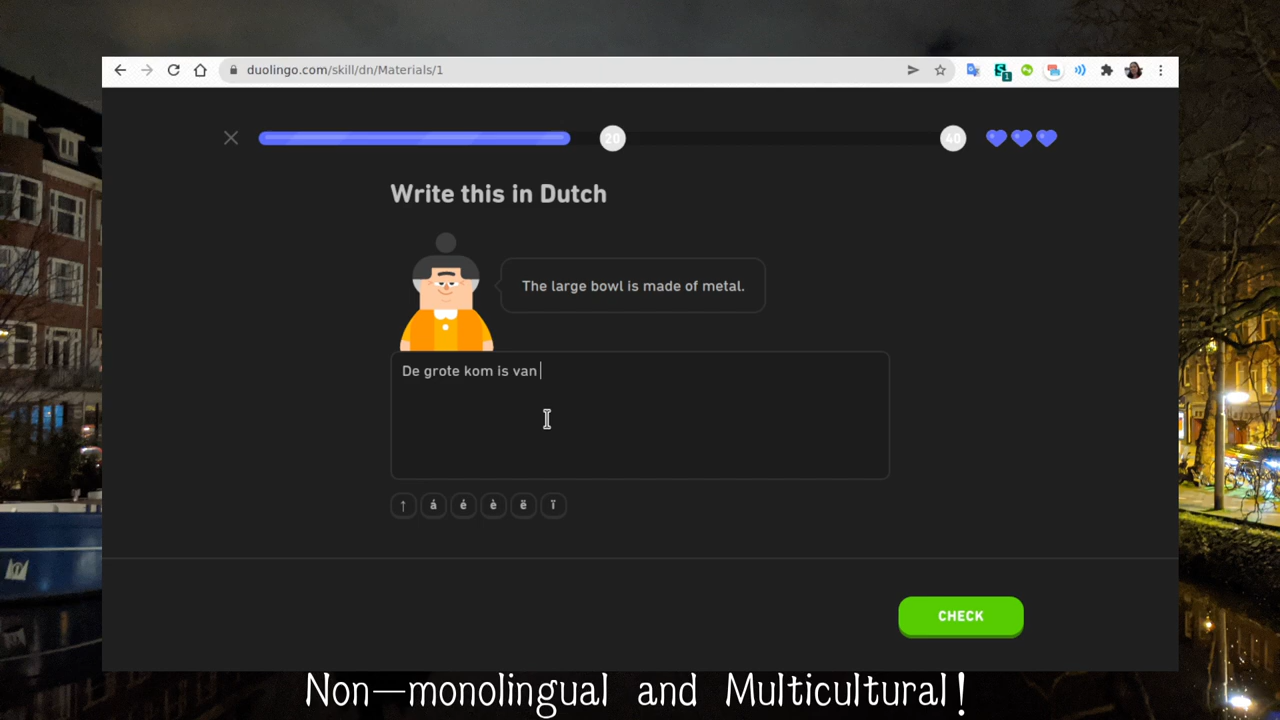 duolingo.com/skill/dn/Materials/1
20
40
Write this in Dutch
The large bowl is made of metal.
De grote kom is van
↑ á é è ë ï
CHECK
Non—monolingual and Multicultural!